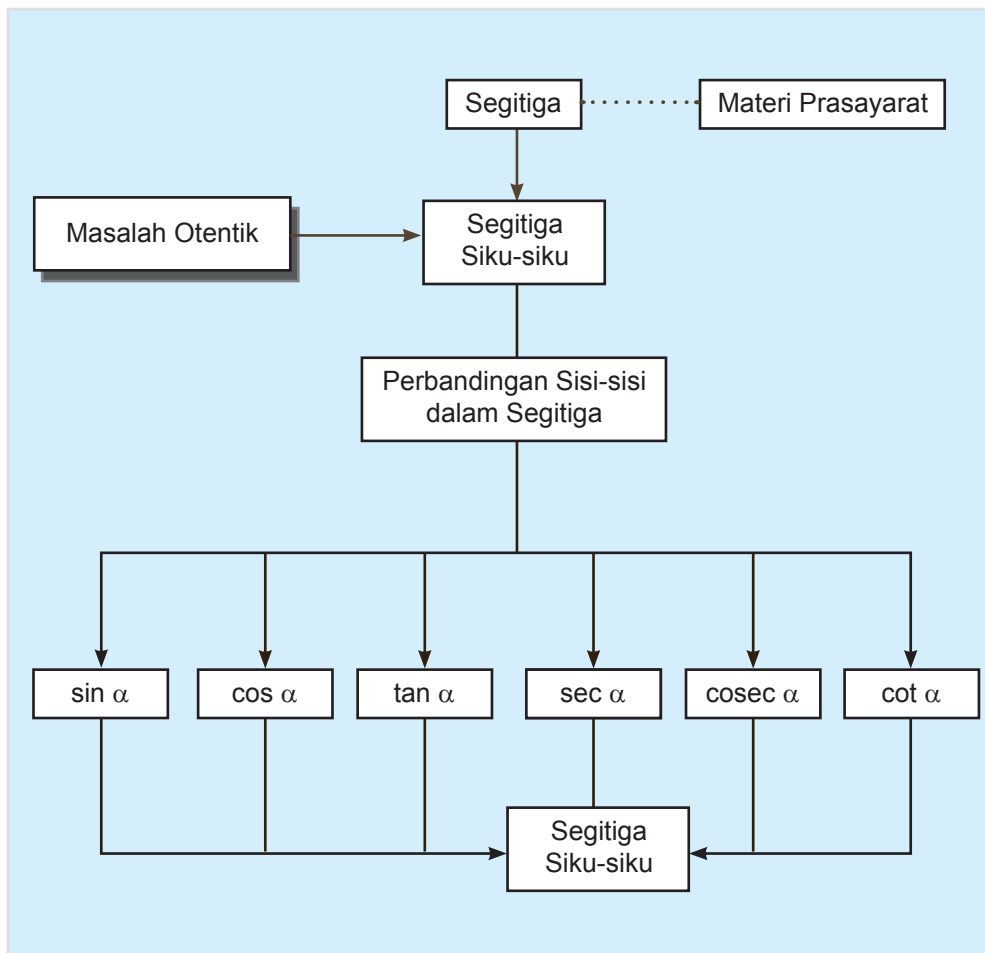 Segitiga
Materi Prasayarat
Masalah Otentik
Segitiga
Siku-siku
Perbandingan Sisi-sisi
dalam Segitiga
sin α
cos α
tan α
sec α
cosec α
cot α
Segitiga
Siku-siku